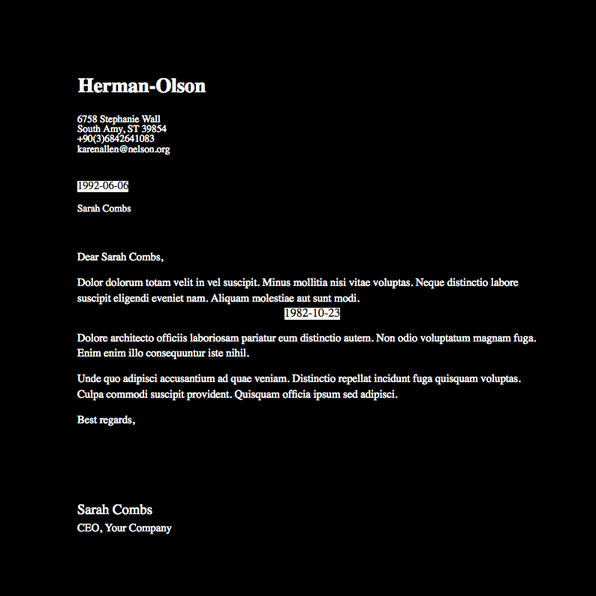 Herman-Olson
6758 Stephanie Wall
South Amy, ST 39854
+90(3)6842641083
karenallen@nelson.org
1992-06-06
Sarah Combs
Dear Sarah Combs,
Dolor dolorum totam velit in vel suscipit. Minus mollitia nisi vitae voluptas. Neque distinctio labore
suscipit eligendi eveniet nam. Aliquam molestiae aut sunt modi.
1982-10-23
Dolore architecto officiis laboriosam pariatur eum distinctio autem. Non odio voluptatum magnam fuga.
Enim enim illo consequuntur iste nihil.
Unde quo adipisci accusantium ad quae veniam. Distinctio repellat incidunt fuga quisquam voluptas.
Culpa commodi suscipit provident. Quisquam officia ipsum sed adipisci.
Best regards,
Sarah Combs
CEO, Your Company